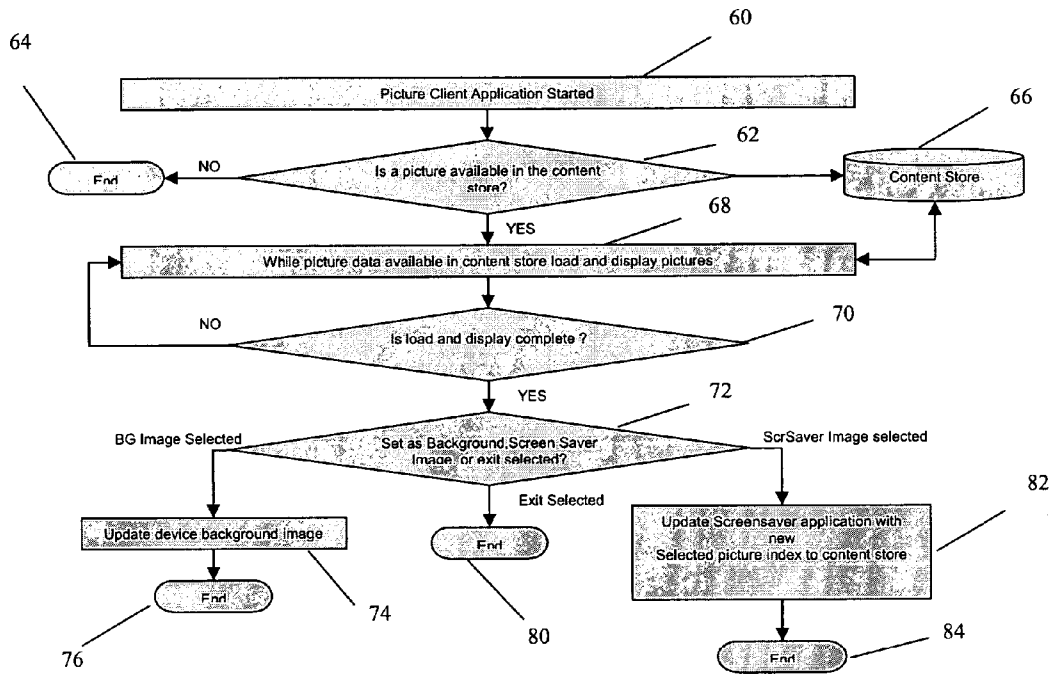 60
64
Picture Client Application Started
66
62
NO
End
Is a picture available in the content
store?
Content Store
YES
68
While picture data available in content store load and display pictures
NO
70
Is load and display complete ?
YES
72
BG Image Selected
Set as Background,Screen Saver
Image, or exit selected?
ScrSaver Image selected
Exit Selected
82
Update device background image
End
Update Screensaver application with
new
Selected picture index to content store
End
74
76
80
End
84